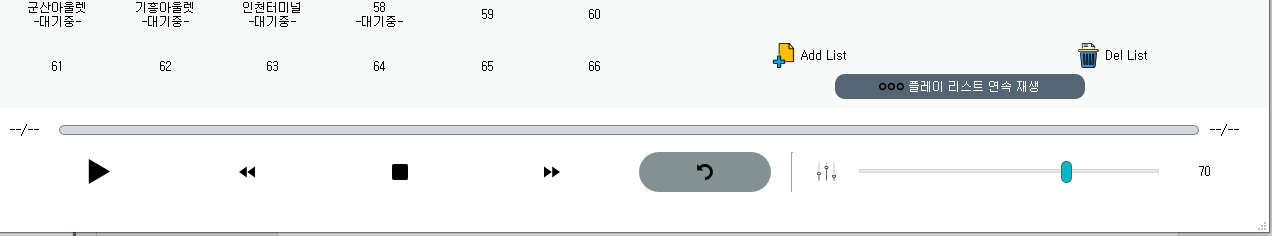 군산아울렛 기흥아울렛 인천터미널 58 59 60
-대기중- -대기중- -대기중- -대기중-
61 62 63 64 65 66
Add List Del List
ooo 플레이 리스트 연속 재생
--/-- --/--
70